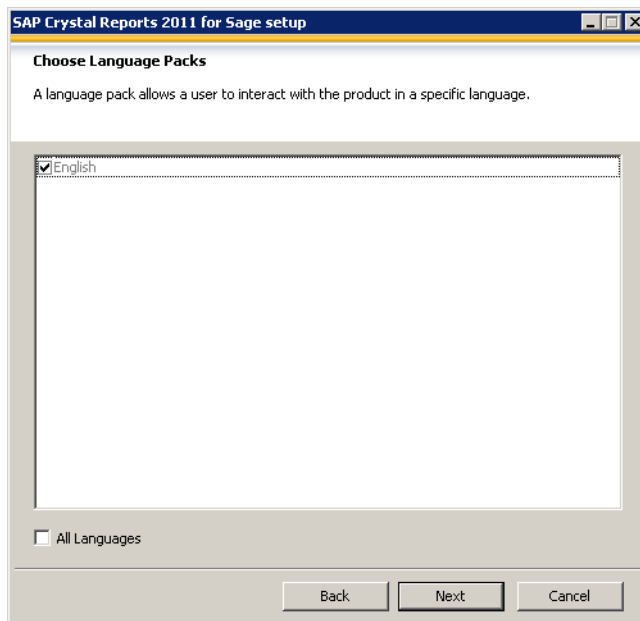 SAP Crystal Reports 2011 for Sage setup
Choose Language Packs
A language pack allows a user to interact with the product in a specific language.
English
All Languages
Back Next Cancel